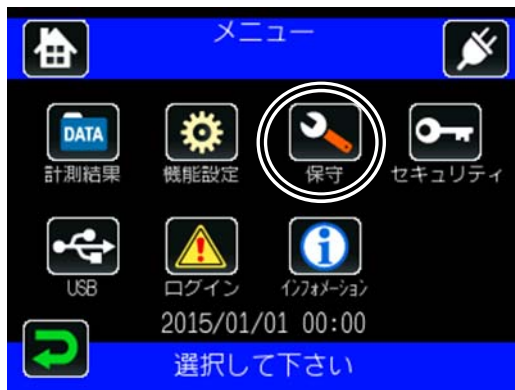 メニュー
DATA
計測結果
機能設定
保守
セキュリティ
USB
ログイン
ｲﾝﾌｫﾒｰｼｮﾝ
2015/01/01 00:00
選択して下さい